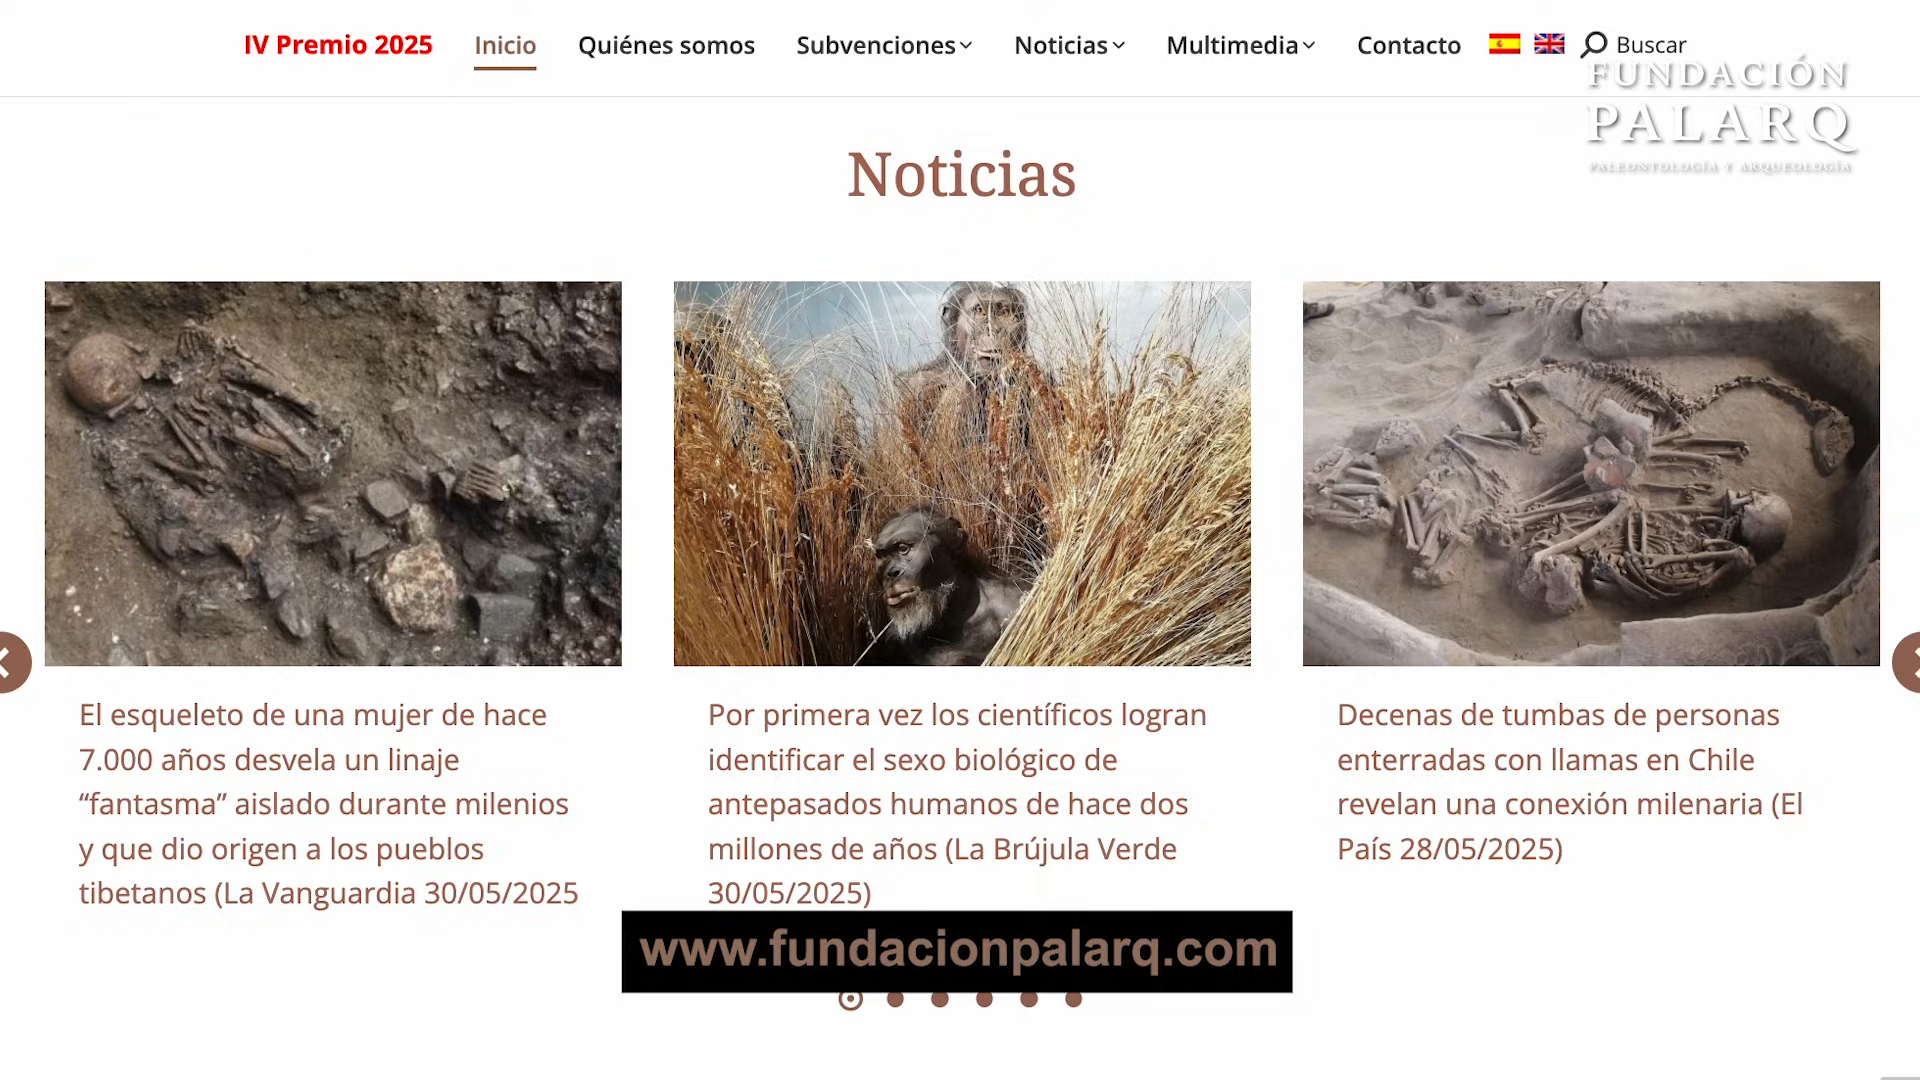 IV Premio 2025 Inicio Quiénes somos Subvenciones Noticias Multimedia Contacto Buscar
FUNDACIÓN
PALARQ
PALEONTOLOGÍA Y ARQUEOLOGÍA
Noticias
El esqueleto de una mujer de hace
7.000 años desvela un linaje
“fantasma” aislado durante milenios
y que dio origen a los pueblos
tibetanos (La Vanguardia 30/05/2025
Por primera vez los científicos logran
identificar el sexo biológico de
antepasados humanos de hace dos
millones de años (La Brújula Verde
30/05/2025)
Decenas de tumbas de personas
enterradas con llamas en Chile
revelan una conexión milenaria (El
País 28/05/2025)
www.fundacionpalarq.com